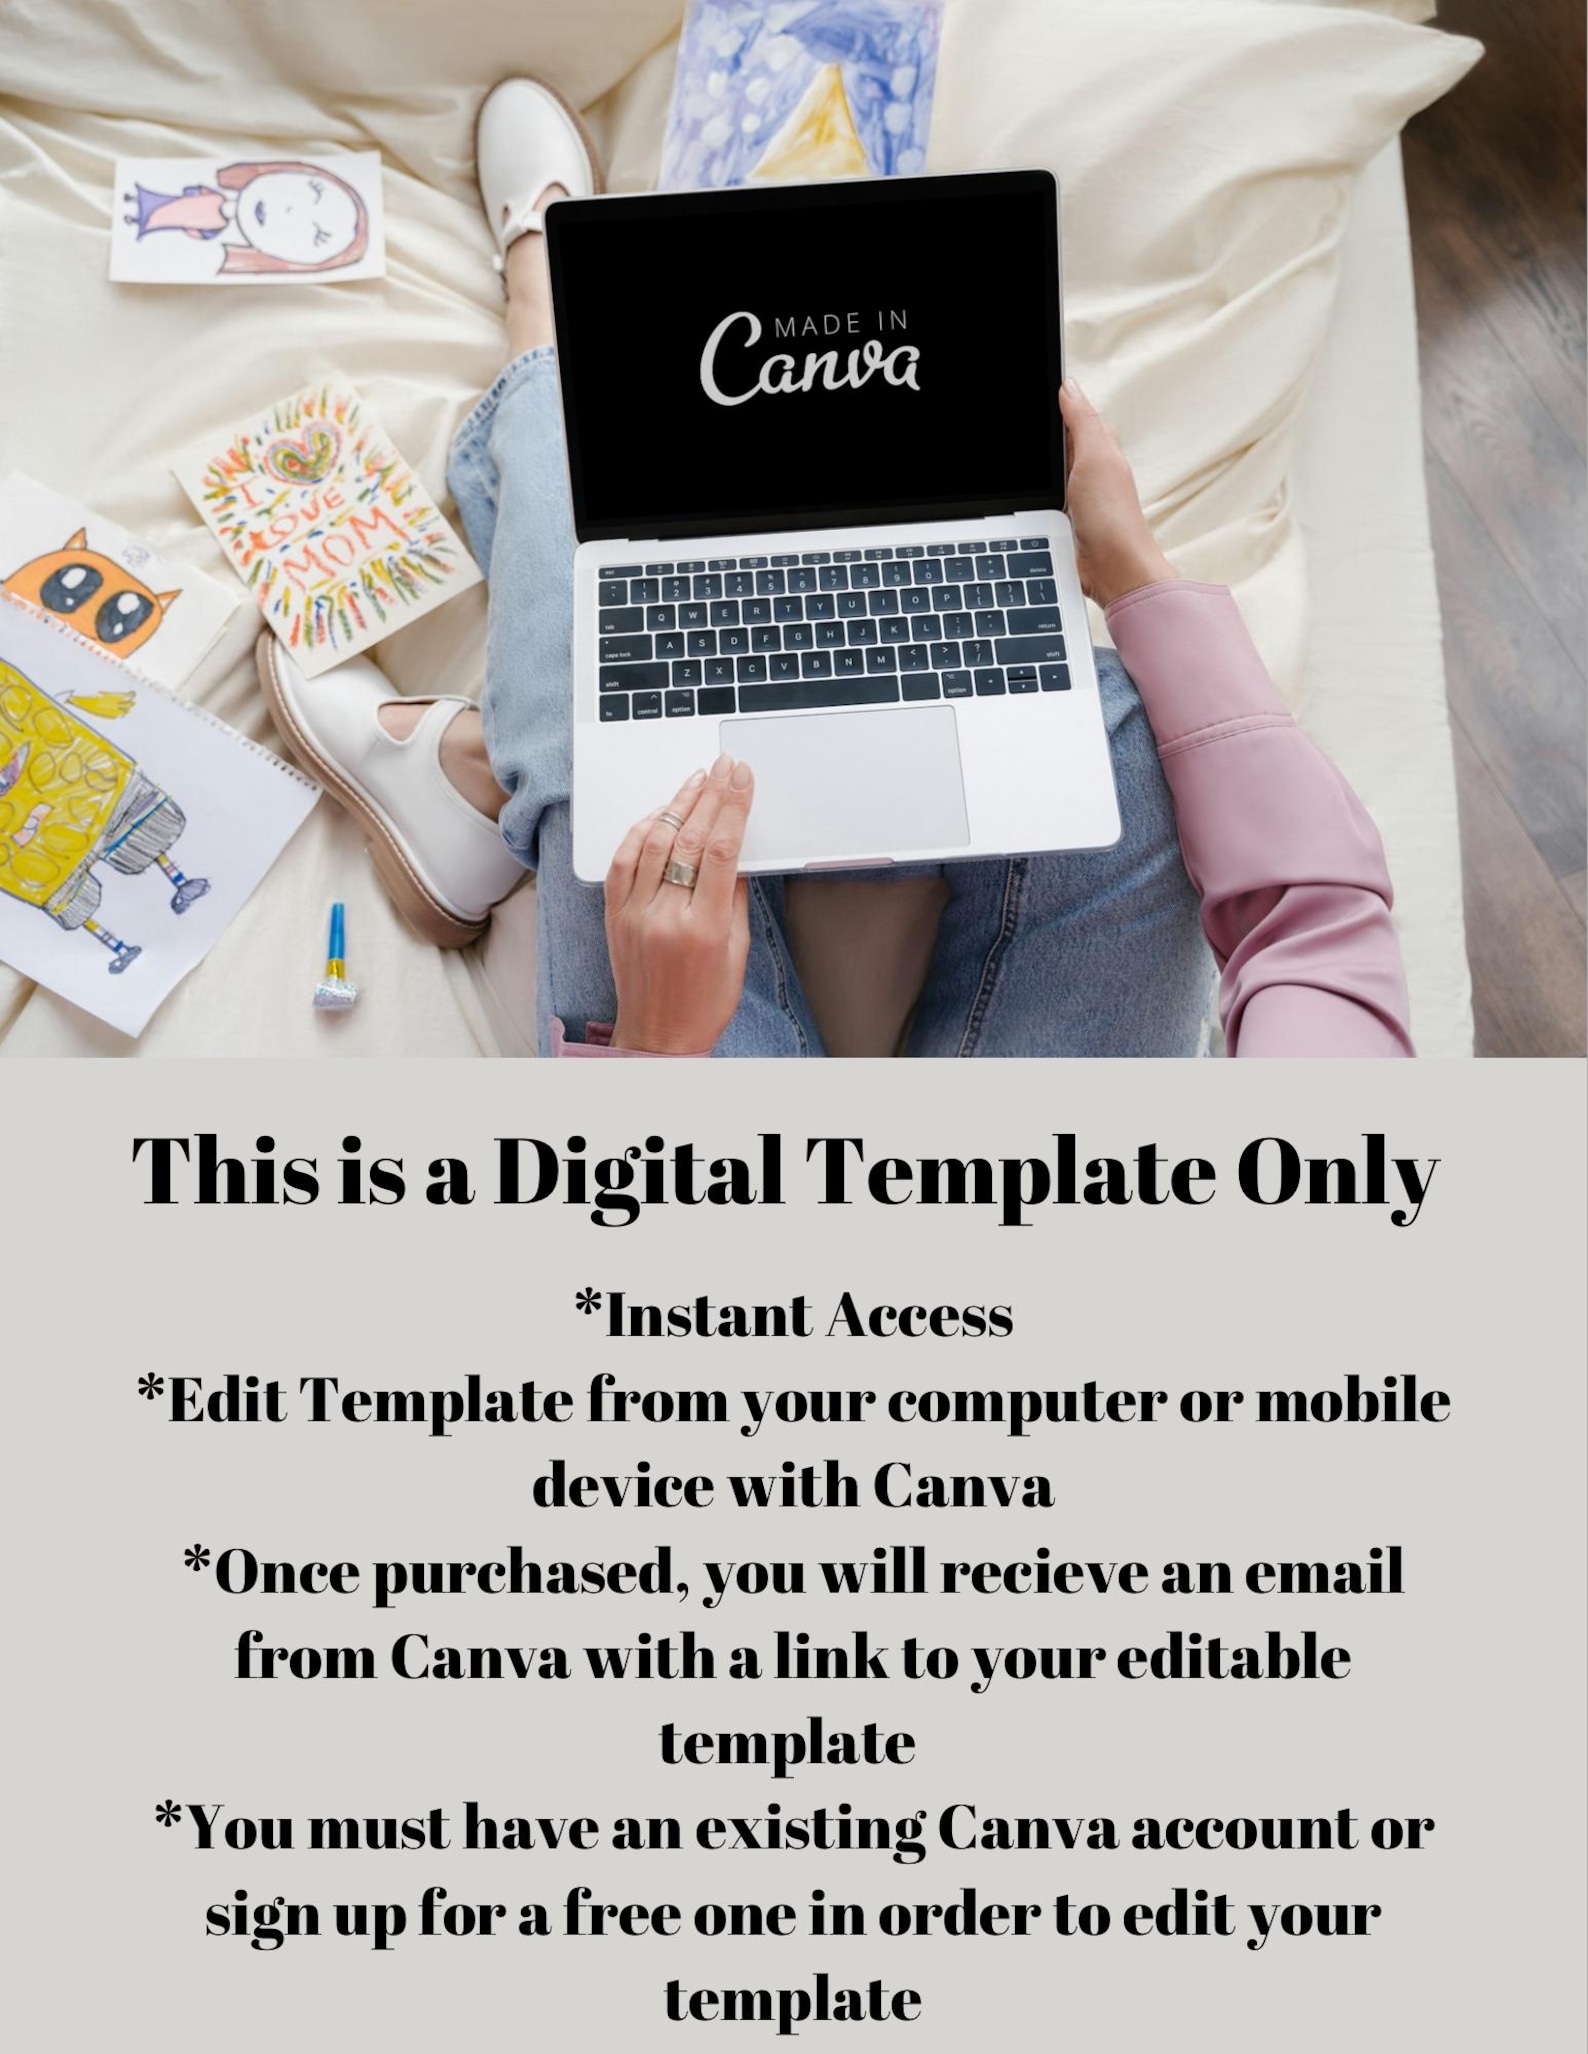 MADE IN
Canva
I
LOVE
MOM
This is a Digital Template Only
*Instant Access
*Edit Template from your computer or mobile
device with Canva
*Once purchased, you will recieve an email
from Canva with a link to your editable
template
*You must have an existing Canva account or
sign up for a free one in order to edit your
template